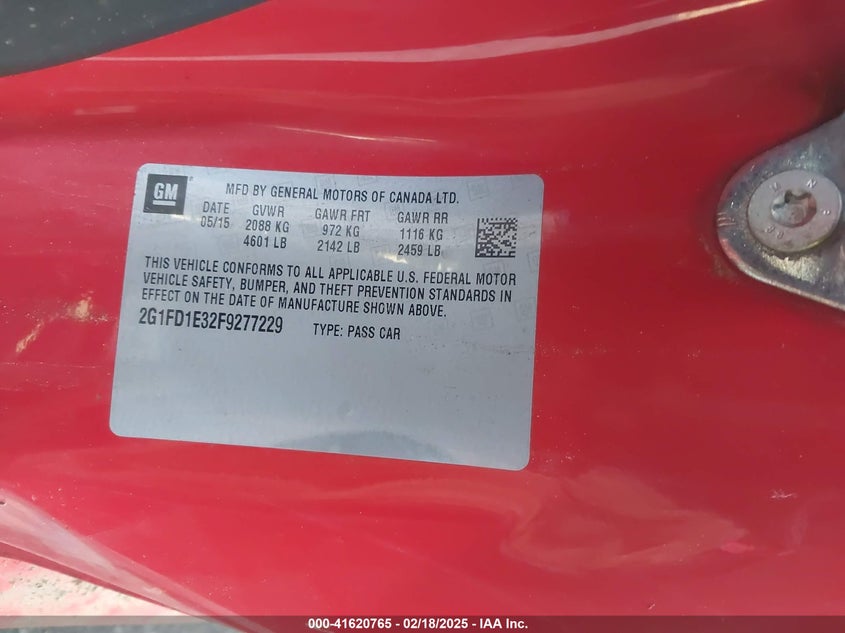 GM
MFD BY GENERAL MOTORS OF CANADA LTD.
DATE GVWR GAWR FRT GAWR RR
05/15 2088 KG 972 KG 1116 KG
4601 LB 2142 LB 2459 LB
THIS VEHICLE CONFORMS TO ALL APPLICABLE U.S. FEDERAL MOTOR
VEHICLE SAFETY, BUMPER, AND THEFT PREVENTION STANDARDS IN
EFFECT ON THE DATE OF MANUFACTURE SHOWN ABOVE.
2G1FD1E32F9277229 TYPE: PASS CAR
000-41620765 - 02/18/2025 - IAA Inc.